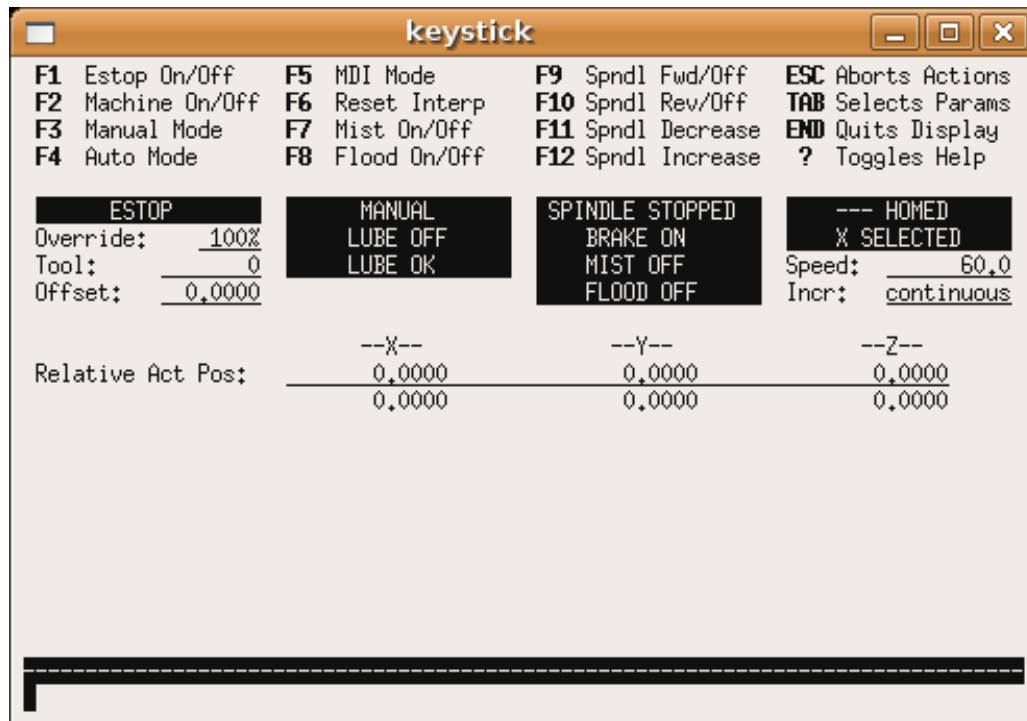 keystick
F1 Estop On/Off F5 MDI Mode F9 Spndl Fwd/Off ESC Aborts Actions
F2 Machine On/Off F6 Reset Interp F10 Spndl Rev/Off TAB Selects Params
F3 Manual Mode F7 Mist On/Off F11 Spndl Decrease END Quits Display
F4 Auto Mode F8 Flood On/Off F12 Spndl Increase ? Toggles Help
ESTOP MANUAL SPINDLE STOPPED --- HOMED
Override: 100% LUBE OFF BRAKE ON X SELECTED
Tool: 0 LUBE OK MIST OFF Speed: 60.0
Offset: 0.0000 FLOOD OFF Incr: continuous
--X-- --Y-- --Z--
Relative Act Pos: 0.0000 0.0000 0.0000
0.0000 0.0000 0.0000